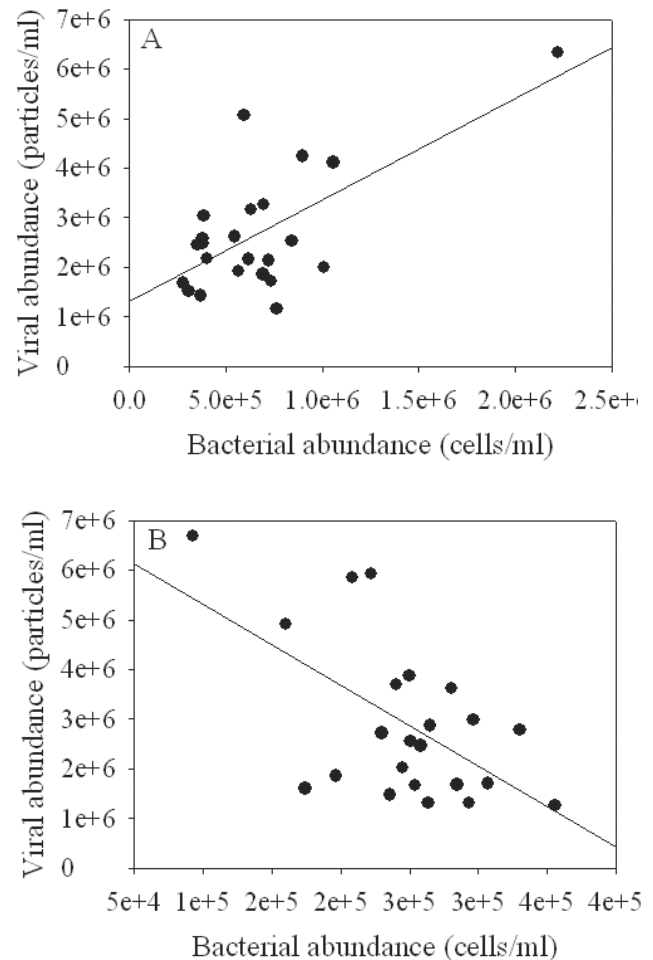 7e+6
A
6e+6
5e+6
4e+6
3e+6
2e+6
1e+6
0
Viral abundance (particles/ml)
0.0 5.0e+5 1.0e+6 1.5e+6 2.0e+6 2.5e+
Bacterial abundance (cells/ml)
7e+6
B
6e+6
5e+6
4e+6
3e+6
2e+6
1e+6
0
Viral abundance (particles/ml)
5e+4 1e+5 2e+5 2e+5 3e+5 3e+5 4e+5 4e+5
Bacterial abundance (cells/ml)